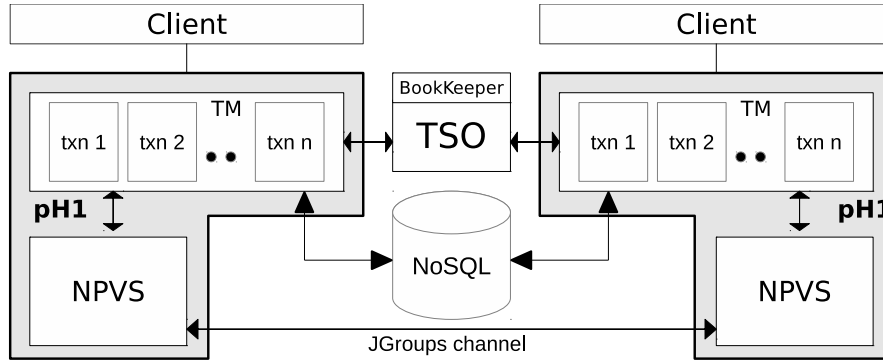 Client
Client
BookKeeper
TSO
TM
txn 1
txn 2
txn n
TM
txn 1
txn 2
txn n
pH1
pH1
NoSQL
NPVS
NPVS
JGroups channel